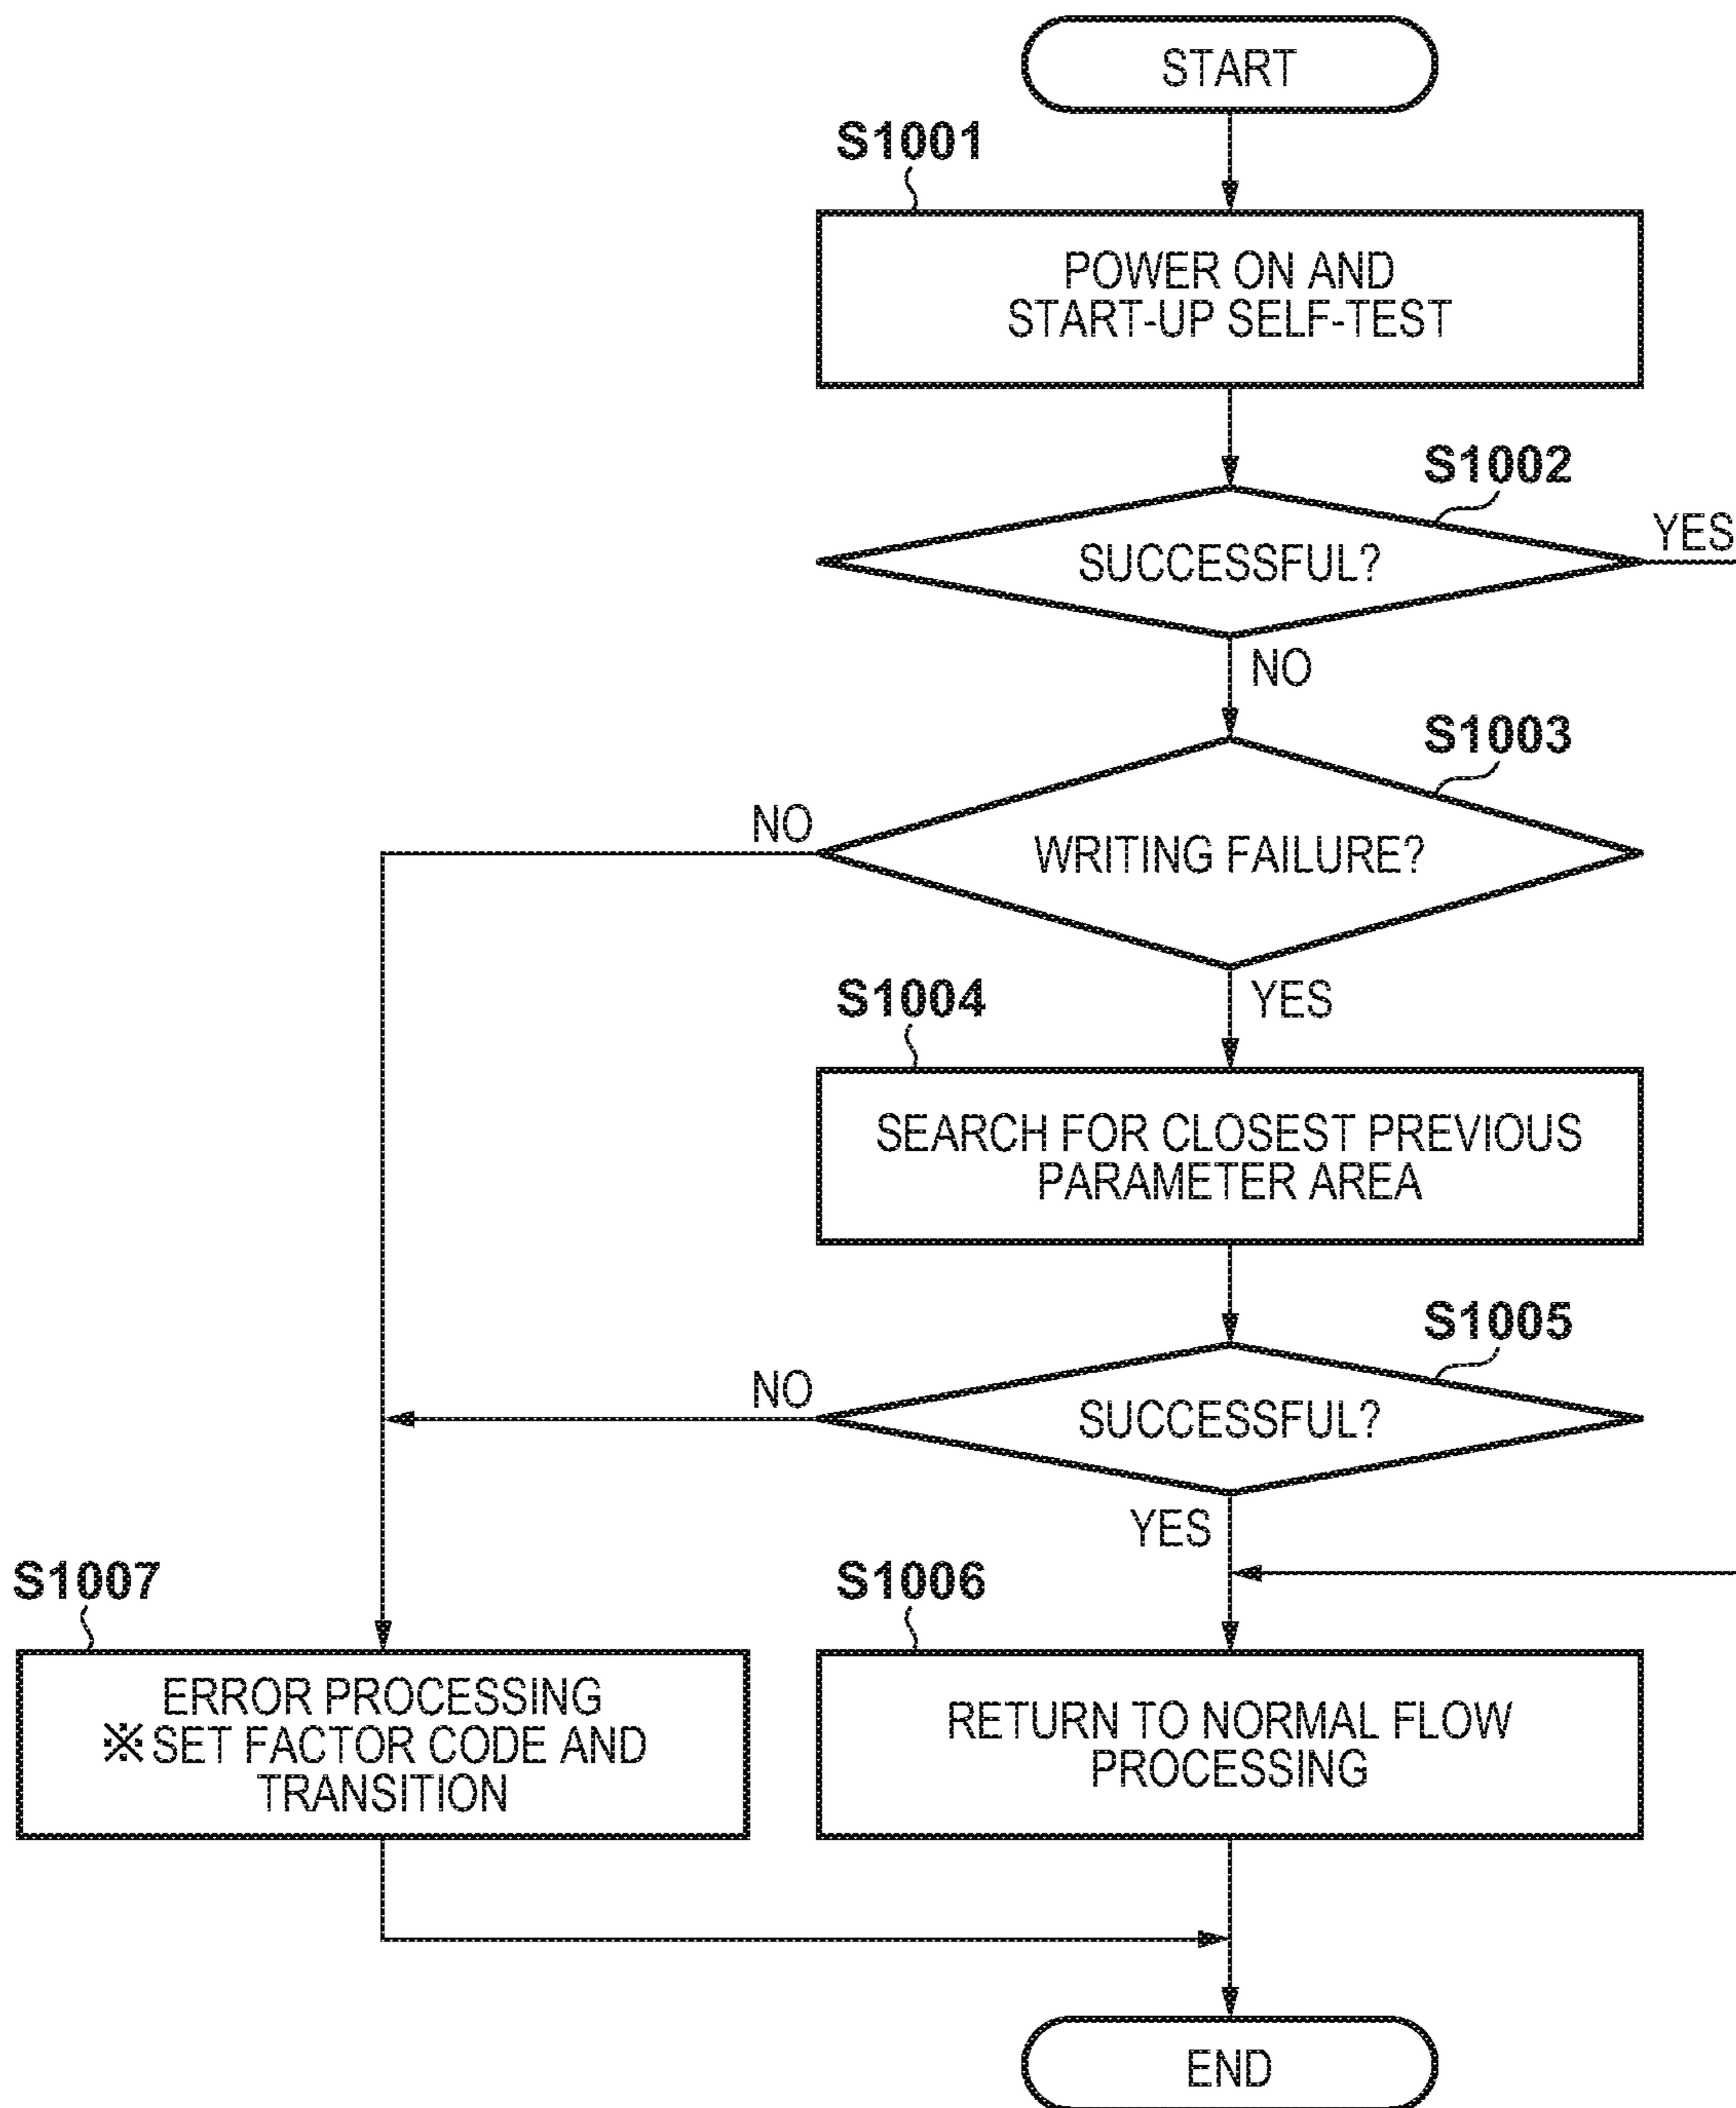 START
S1001
POWER ON AND
START-UP SELF-TEST
S1002
SUCCESSFUL?
YES
NO
S1003
WRITING FAILURE?
NO
YES
S1004
SEARCH FOR CLOSEST PREVIOUS
PARAMETER AREA
S1005
SUCCESSFUL?
NO
YES
S1007
ERROR PROCESSING
※SET FACTOR CODE AND
TRANSITION
S1006
RETURN TO NORMAL FLOW
PROCESSING
END